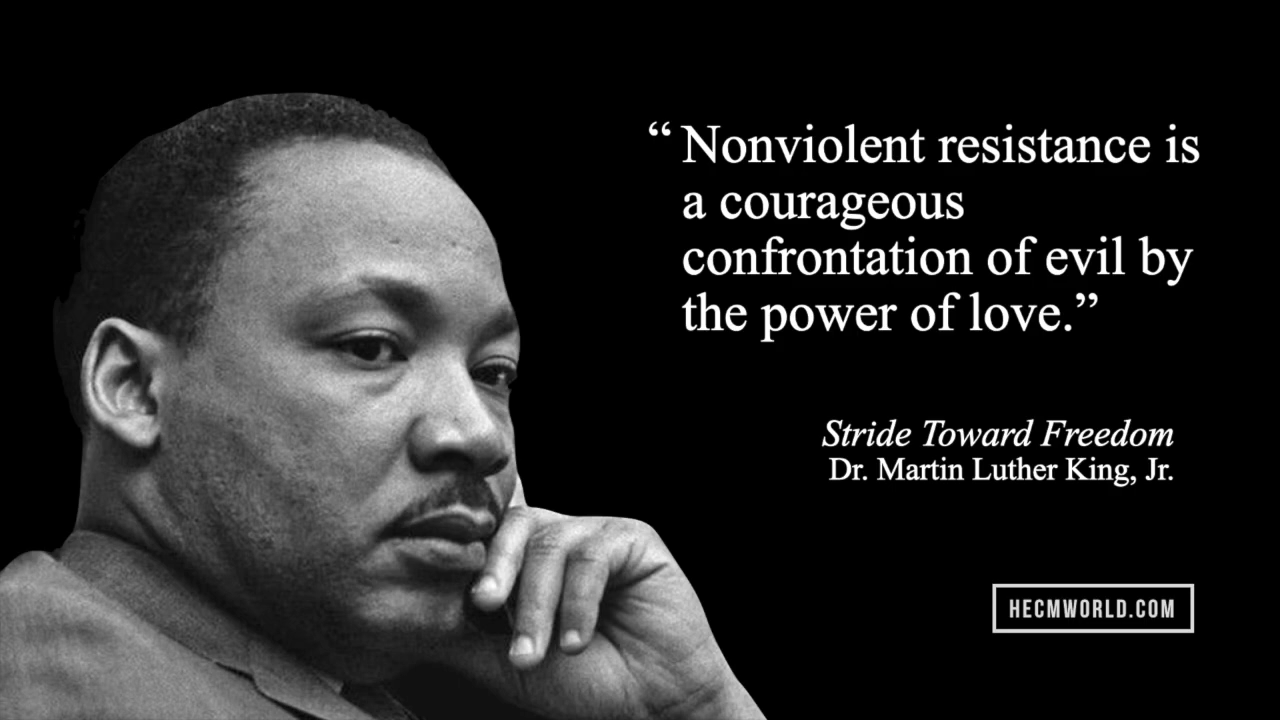 “ Nonviolent resistance is
a courageous
confrontation of evil by
the power of love.”
Stride Toward Freedom
Dr. Martin Luther King, Jr.
HECMWORLD.COM